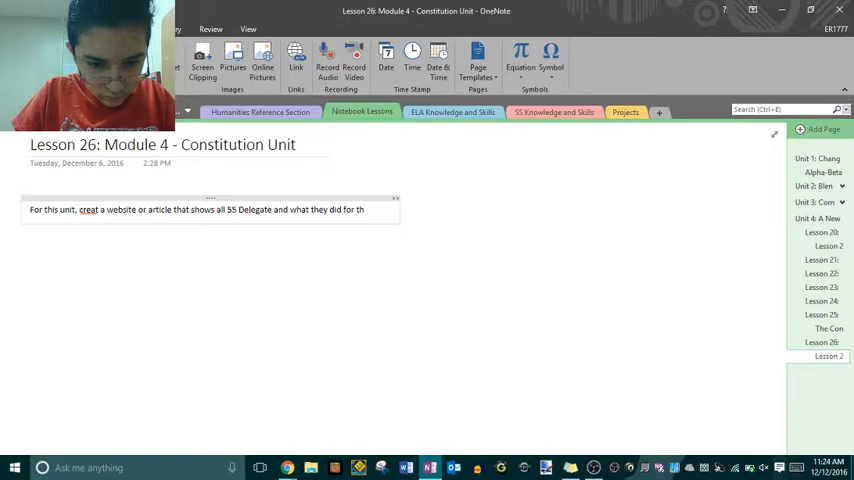 Lesson 26: Module 4 - Constitution Unit - OneNote
?
ry Review View
ER1777
Screen Clipping
Pictures
Online Pictures
Link
Record Audio
Record Video
Date
Time
Date & Time
Page Templates
Equation
Symbol
Images Links Recording Time Stamp Pages Symbols
Humanities Reference Section Notebook Lessons ELA Knowledge and Skills SS Knowledge and Skills Projects +
Search (Ctrl+E)
Lesson 26: Module 4 - Constitution Unit
Tuesday, December 6, 2016 2:28 PM
For this unit, creat a website or article that shows all 55 Delegate and what they did for th
Add Page
Unit 1: Chang
Alpha-Beta
Unit 2: Blen
Unit 3: Com
Unit 4: A New
Lesson 20:
Lesson 2
Lesson 21:
Lesson 22:
Lesson 23:
Lesson 24:
Lesson 25:
The Con
Lesson 26:
Lesson 2
Ask me anything
11:24 AM
12/12/2016